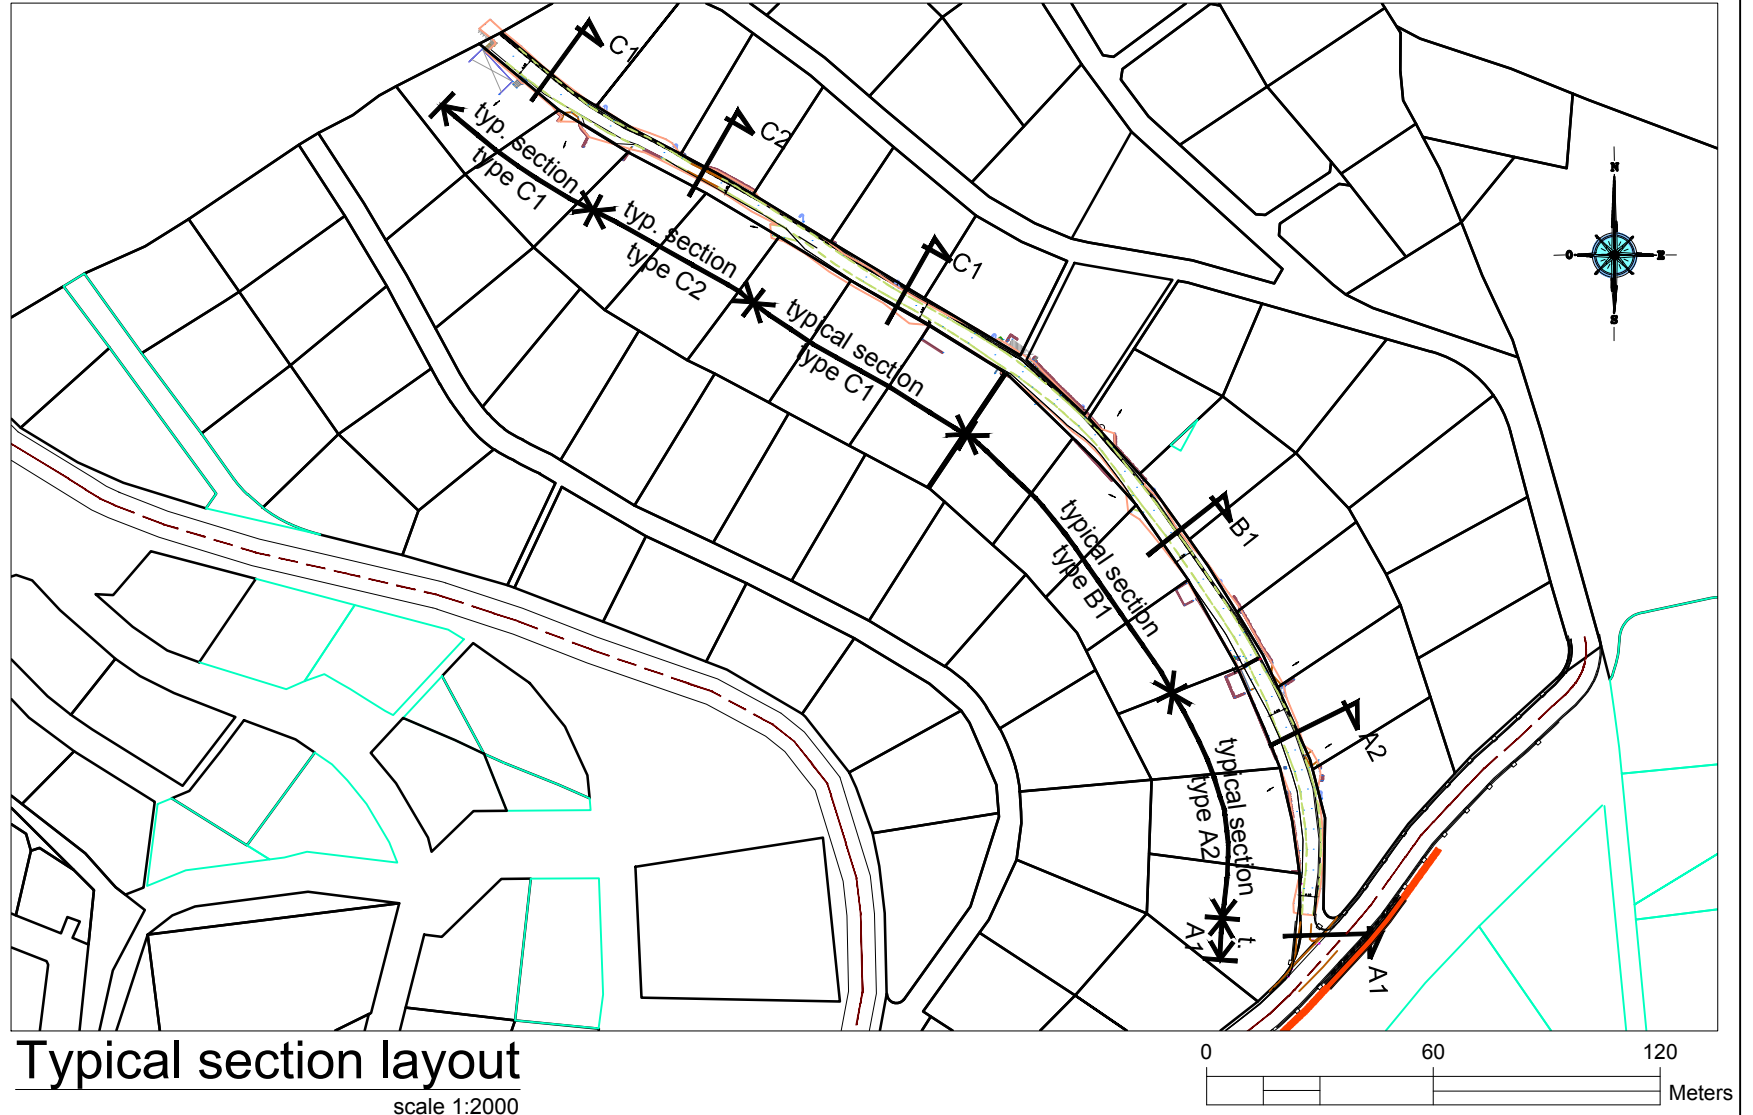 C1
C2
C1
B1
A2
A1
typ. section
type C1
typ. section
type C2
typical section
type C1
typical section
type B1
typical section
type A2
t.
A1
N
O
E
S
Typical section layout
scale 1:2000
0
60
120
Meters